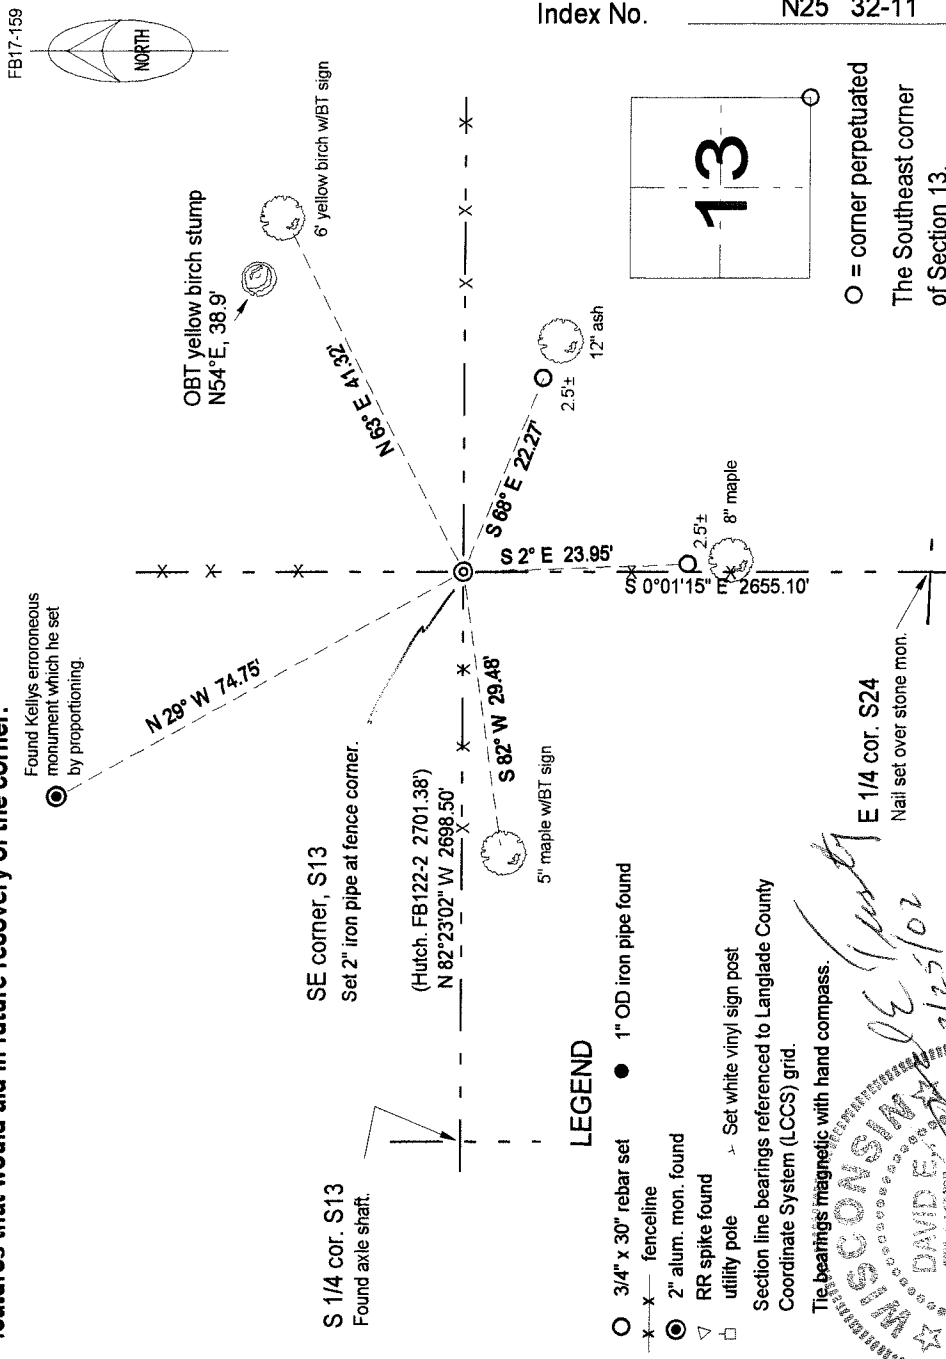 features that would aid in future recovery of the corner.
FB17-159
NORTH
Index No. N25 32-11
Found Kellys erroroneous
monument which he set
by proportioning.
OBT yellow birch stump
N54°E, 38.9'
6' yellow birch w/BT sign
N 29° W 74.75'
N 63° E 41.32'
SE corner, S13
Set 2" iron pipe at fence corner.
S 68° E 22.27'
2.5'±
12" ash
S 2° E 23.95'
2.5'±
8" maple
S 0°01'15" E 2655.10'
S 82° W 29.48'
5" maple w/BT sign
(Hutch. FB122-2 2701.38')
N 82°23'02" W 2698.50'
S 1/4 cor. S13
Found axle shaft.
E 1/4 cor. S24
Nail set over stone mon.
13
O = corner perpetuated
The Southeast corner
of Section 13.
LEGEND
3/4" x 30" rebar set
1" OD iron pipe found
x x fenceline
2" alum. mon. found
RR spike found
utility pole
Set white vinyl sign post
Section line bearings referenced to Langlade County
Coordinate System (LCCS) grid.
Tie bearings magnetic with hand compass.
WISCONSIN
DAVID E.